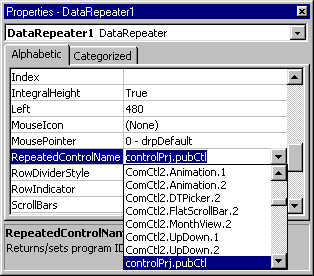 Properties - DataRepeater1
DataRepeater1 DataRepeater
Alphabetic Categorized
Index
IntegralHeight True
Left 480
MouseIcon (None)
MousePointer 0 - drpDefault
RepeatedControlName controlPrj.pubCtl
RowDividerStyle ComCtl2.Animation.1
RowIndicator ComCtl2.Animation.2
ScrollBars ComCtl2.DTPicker.2
ComCtl2.FlatScrollBar.2
ComCtl2.MonthView.2
RepeatedControlNam ComCtl2.UpDown.1
Returns/sets program ID ComCtl2.UpDown.2
controlPrj.pubCtl